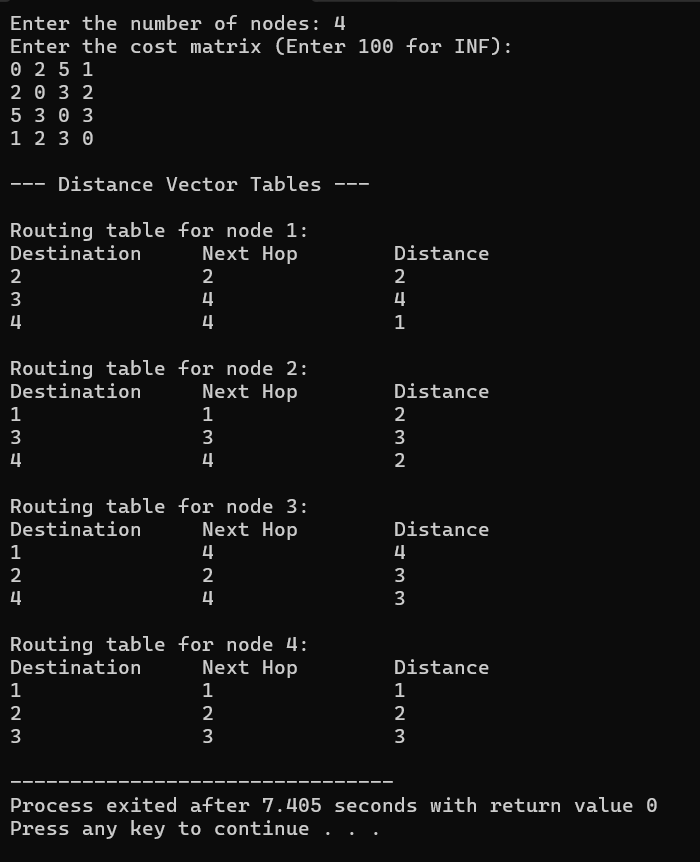 Enter the number of nodes: 4
Enter the cost matrix (Enter 100 for INF):
0 2 5 1
2 0 3 2
5 3 0 3
1 2 3 0
--- Distance Vector Tables ---
Routing table for node 1:
Destination     Next Hop        Distance
2               2               2
3               4               4
4               4               1
Routing table for node 2:
Destination     Next Hop        Distance
1               1               2
3               3               3
4               4               2
Routing table for node 3:
Destination     Next Hop        Distance
1               4               4
2               2               3
4               4               3
Routing table for node 4:
Destination     Next Hop        Distance
1               1               1
2               2               2
3               3               3
--------------------------------
Process exited after 7.405 seconds with return value 0
Press any key to continue . . .